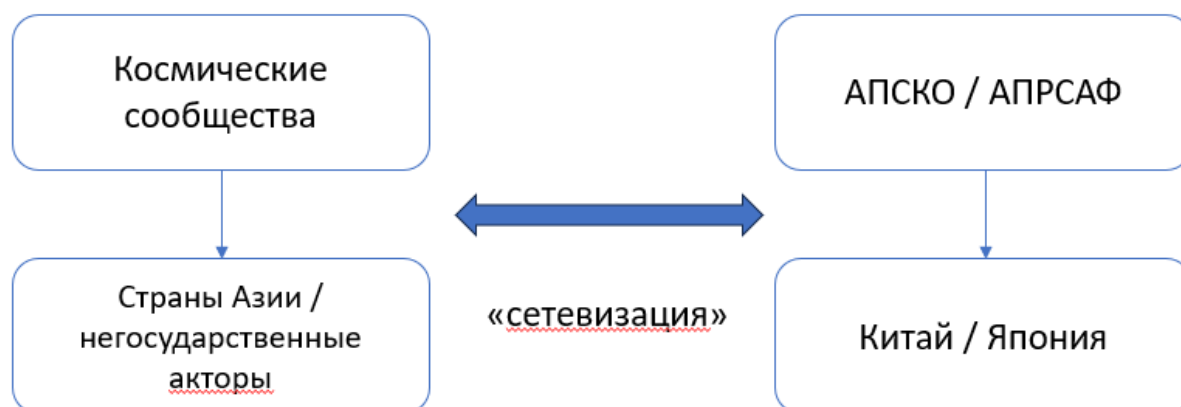 Космические
сообщества
АПСКО / АПРСАФ
Страны Азии /
негосударственные
акторы
«сетевизация»
Китай / Япония